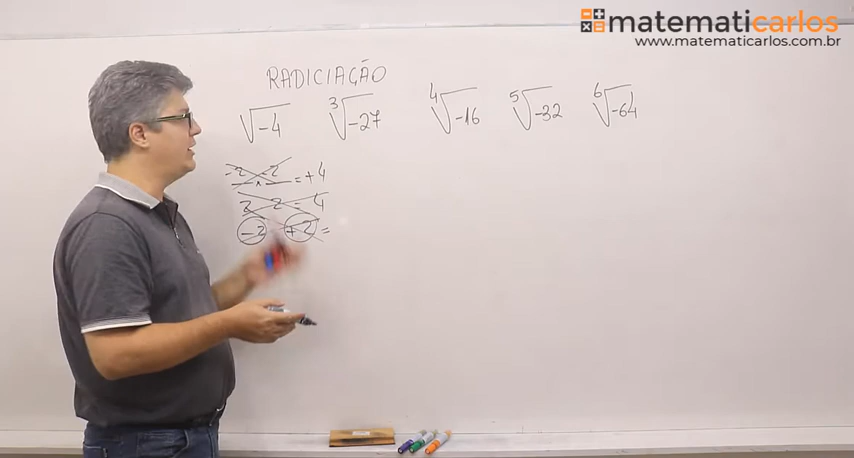 matematicarlos
www.matematicarlos.com.br
RADICIAÇÃO
√-4 ³√-27 ⁴√-16 ⁵√-32 ⁶√-64
-2 × -2 = +4
2 2 = 4
-2 +2 =